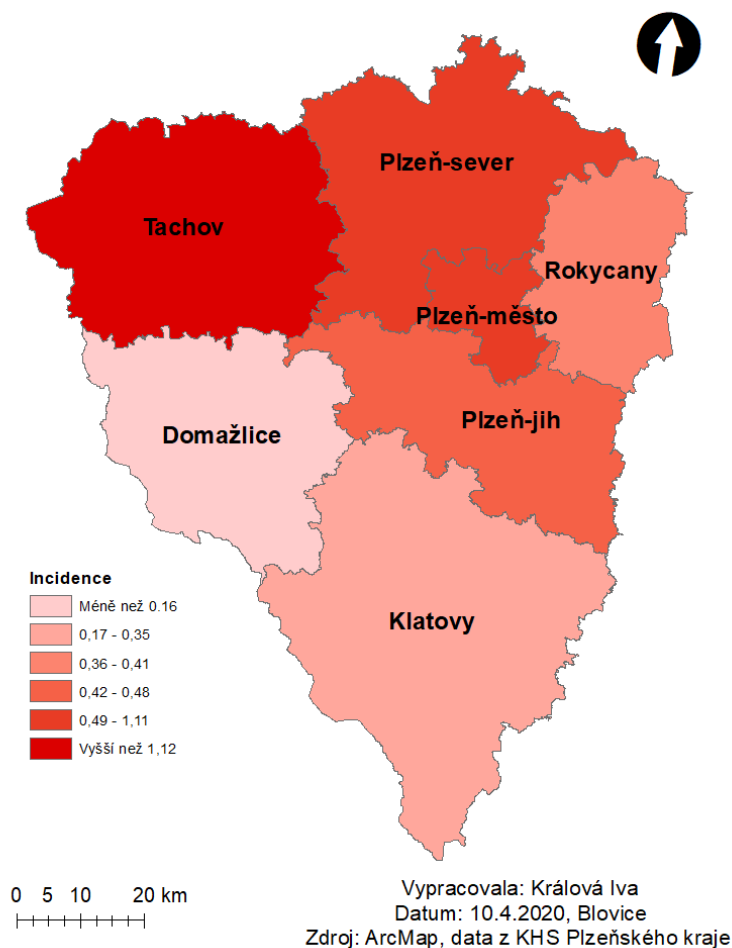 Plzeň-sever
Tachov
Rokycany
Plzeň-město
Plzeň-jih
Domažlice
Klatovy
Incidence
Méně než 0.16
0,17 - 0,35
0,36 - 0,41
0,42 - 0,48
0,49 - 1,11
Vyšší než 1,12
0 5 10 20 km
Vypracovala: Králová Iva
Datum: 10.4.2020, Blovice
Zdroj: ArcMap, data z KHS Plzeňského kraje